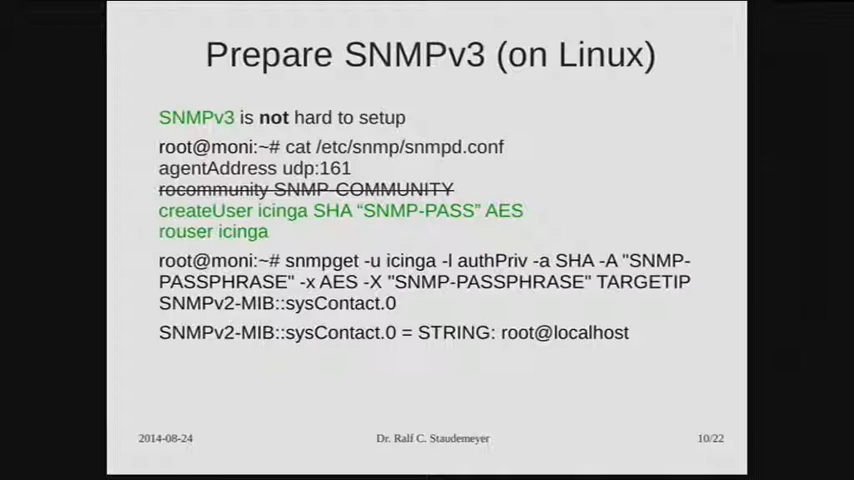 Prepare SNMPv3 (on Linux)
SNMPv3 is not hard to setup
root@moni:~# cat /etc/snmp/snmpd.conf
agentAddress udp:161
rocommunity SNMP-COMMUNITY
createUser icinga SHA “SNMP-PASS” AES
rouser icinga
root@moni:~# snmpget -u icinga -l authPriv -a SHA -A "SNMP-
PASSPHRASE" -x AES -X "SNMP-PASSPHRASE" TARGETIP
SNMPv2-MIB::sysContact.0
SNMPv2-MIB::sysContact.0 = STRING: root@localhost
2014-08-24
Dr. Ralf C. Staudemeyer
10/22